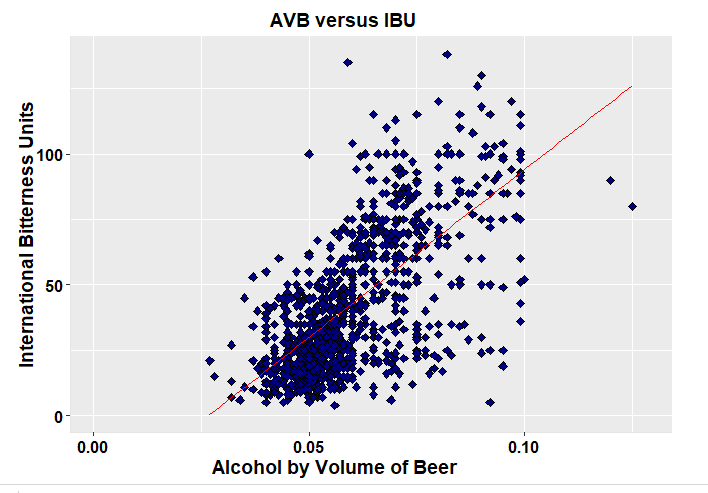 AVB versus IBU
International Bitterness Units
100
50
0
0.00 0.05 0.10
Alcohol by Volume of Beer